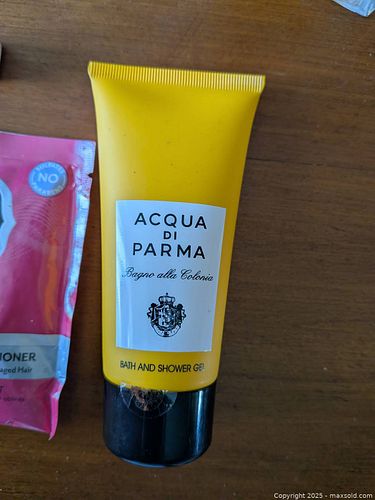 NO
IONER
aged Hair
ACQUA
DI
PARMA
Bagno alla Colonia
BATH AND SHOWER GEL
Copyright 2025 - maxsold.com